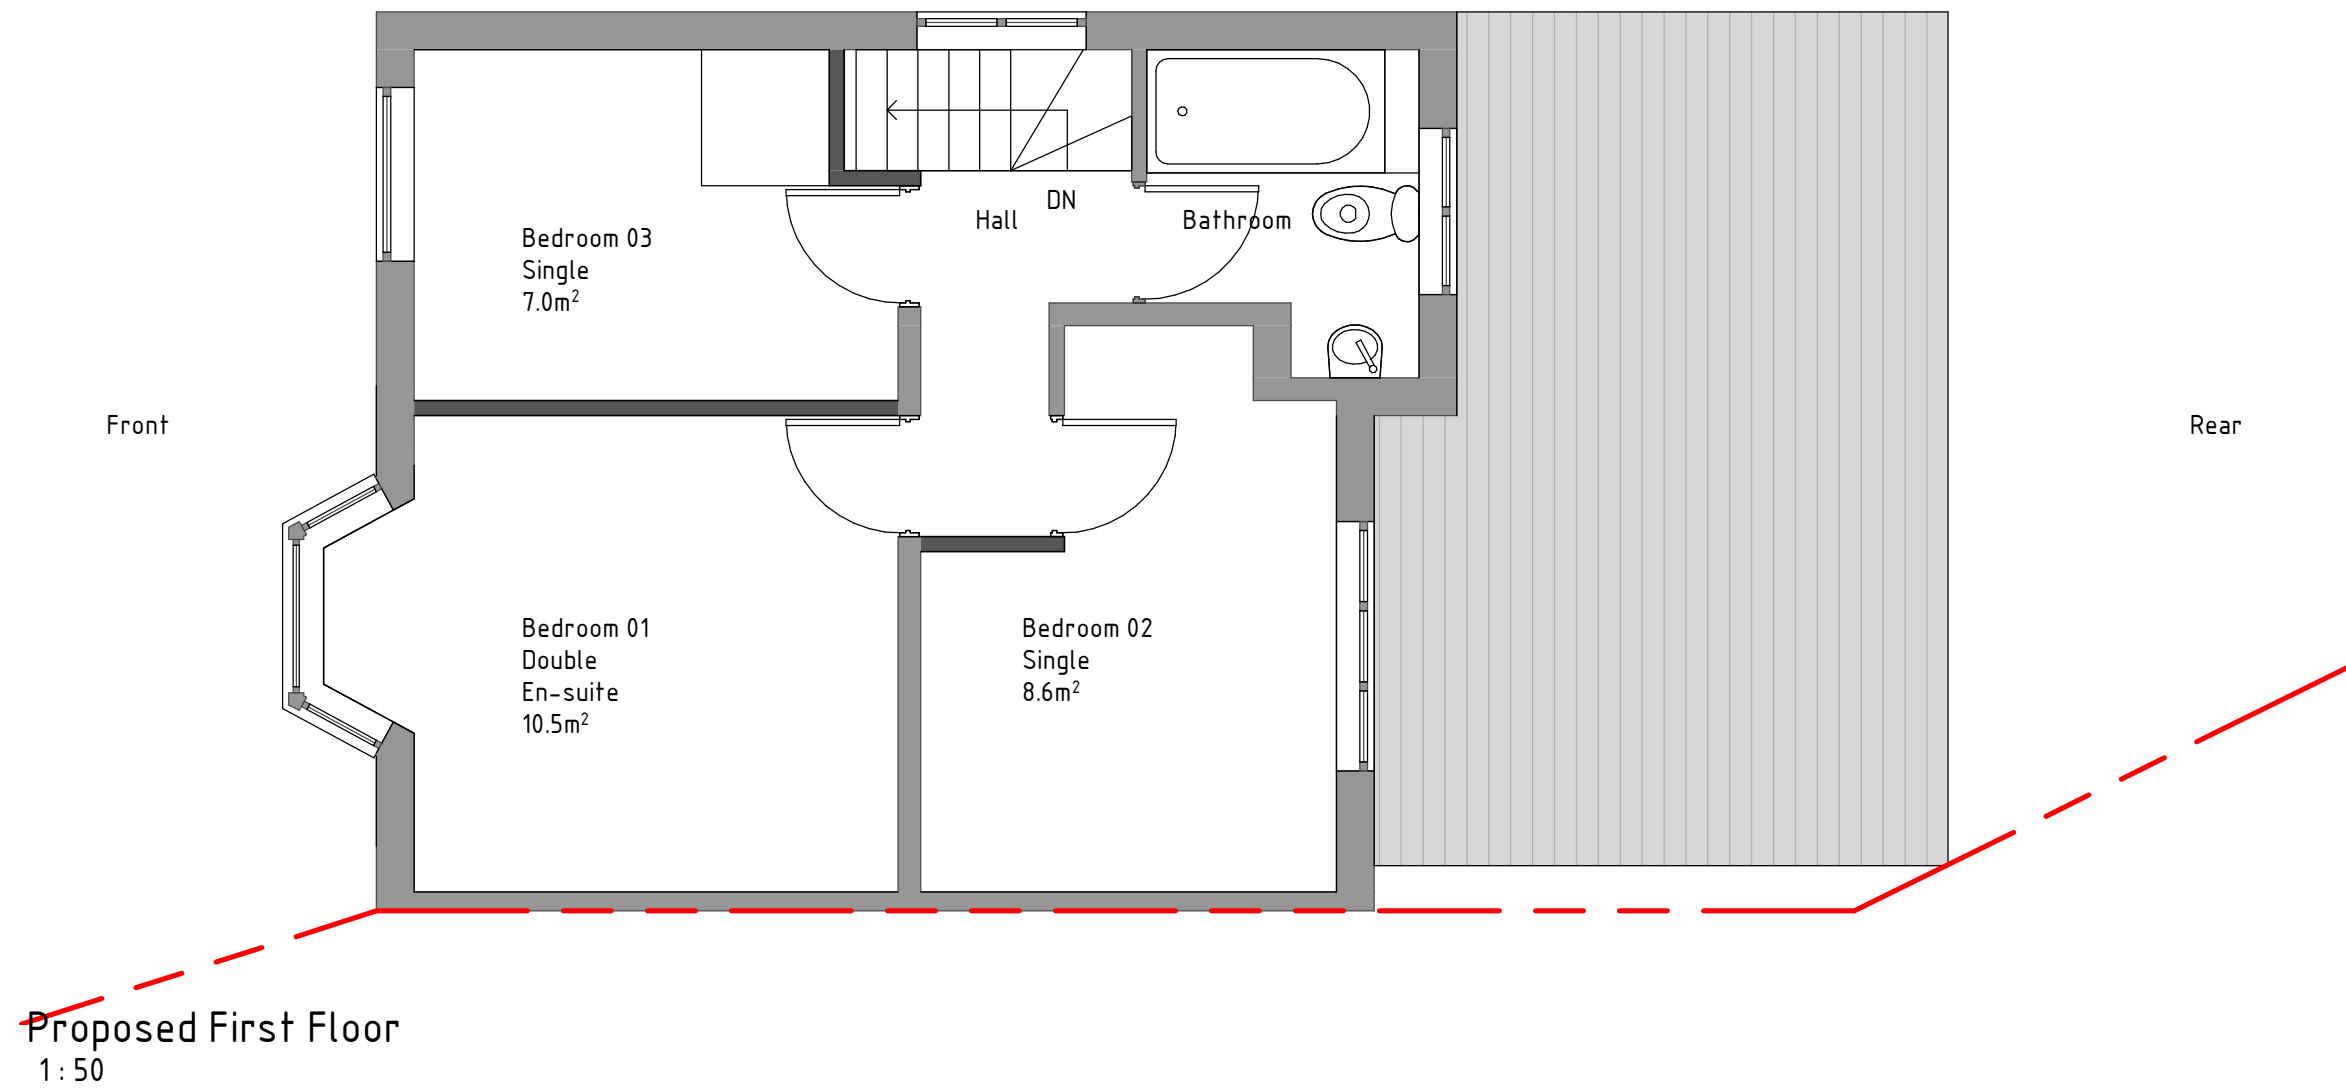 DN
Hall
Bathroom
Bedroom 03
Single
7.0m²
Front
Rear
Bedroom 01
Double
En-suite
10.5m²
Bedroom 02
Single
8.6m²
Proposed First Floor
1 : 50